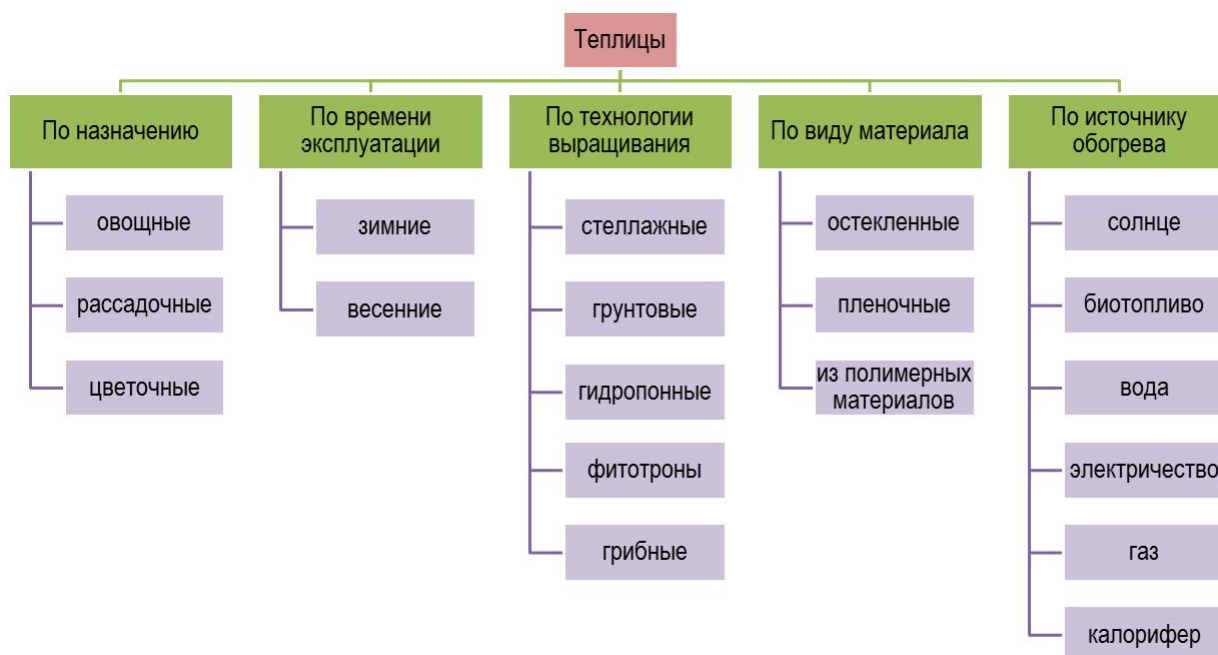 Теплицы
По назначению
овощные
рассадочные
цветочные
По времени
эксплуатации
зимние
весенние
По технологии
выращивания
стеллажные
грунтовые
гидропонные
фитотроны
грибные
По виду материала
остекленные
пленочные
из полимерных
материалов
По источнику
обогрева
солнце
биотопливо
вода
электричество
газ
калорифер